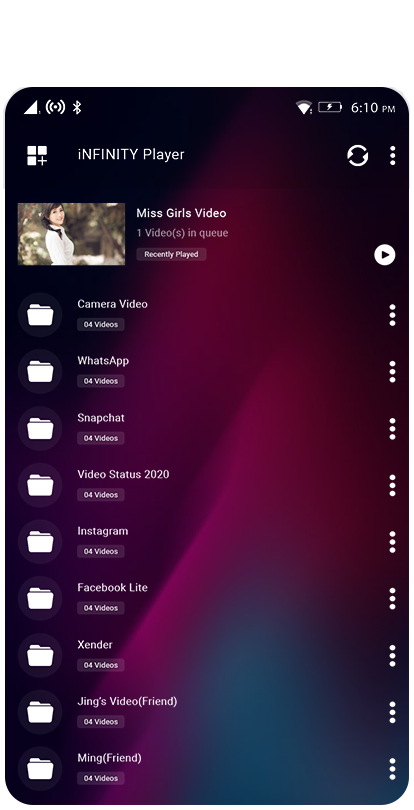 6:10 PM
iNFINITY Player
Miss Girls Video
1 Video(s) in queue
Recently Played
Camera Video
04 Videos
WhatsApp
04 Videos
Snapchat
04 Videos
Video Status 2020
04 Videos
Instagram
04 Videos
Facebook Lite
04 Videos
Xender
04 Videos
Jing's Video(Friend)
04 Videos
Ming(Friend)
04 Videos